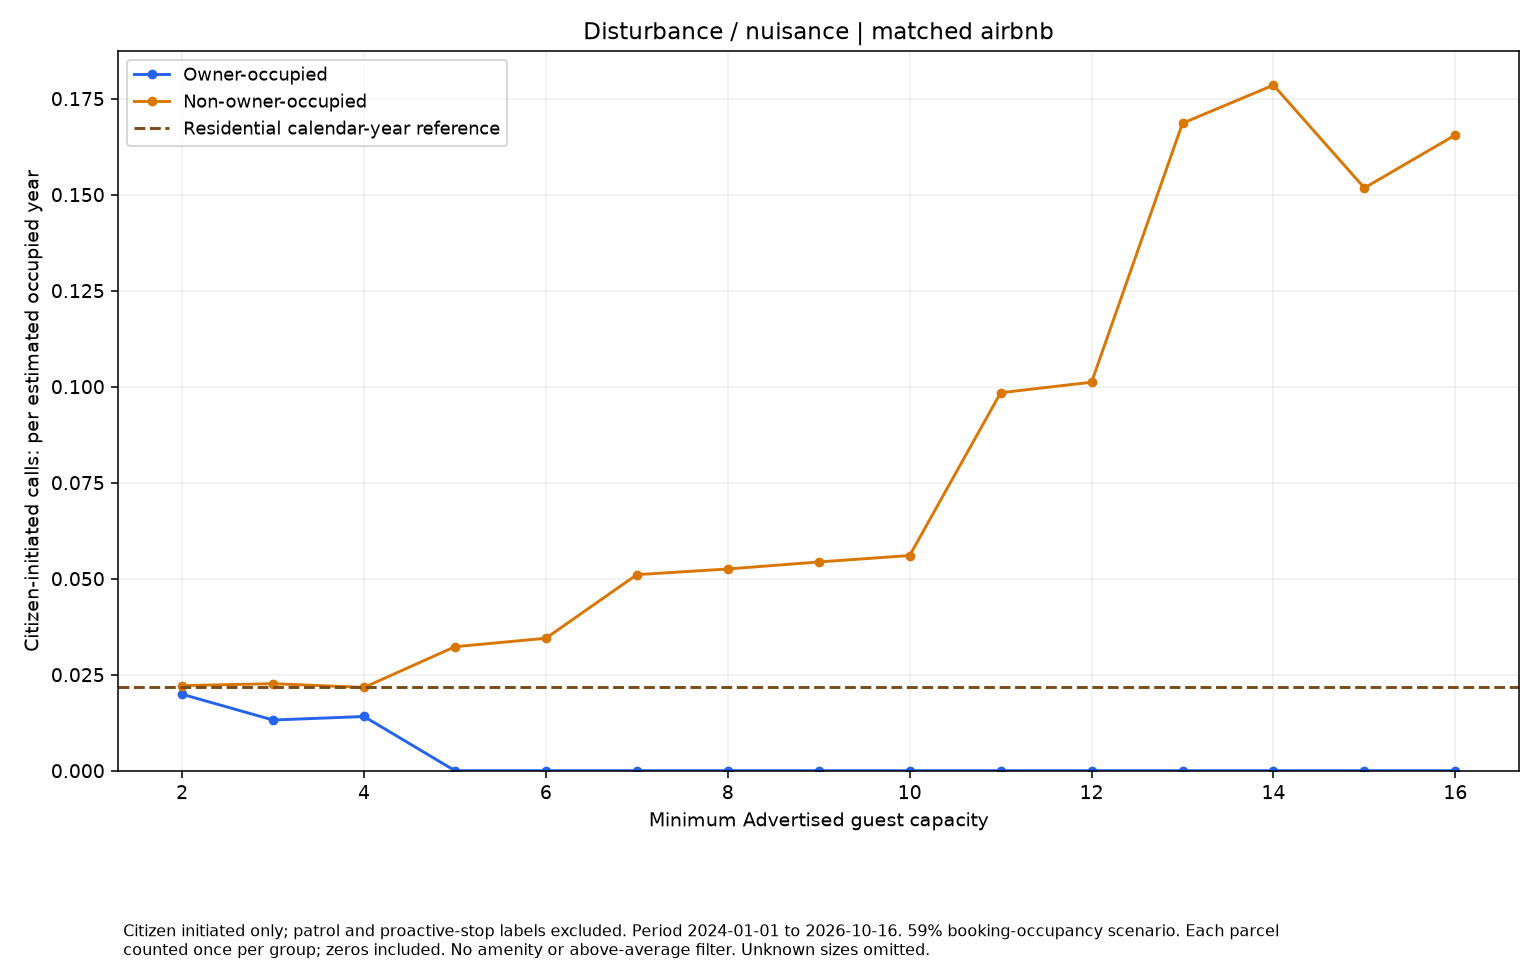 Disturbance / nuisance | matched airbnb
Owner-occupied
Non-owner-occupied
Residential calendar-year reference
Citizen-initiated calls: per estimated occupied year
0.175
0.150
0.125
0.100
0.075
0.050
0.025
0.000
2 4 6 8 10 12 14 16
Minimum Advertised guest capacity
Citizen initiated only; patrol and proactive-stop labels excluded. Period 2024-01-01 to 2026-10-16. 59% booking-occupancy scenario. Each parcel
counted once per group; zeros included. No amenity or above-average filter. Unknown sizes omitted.